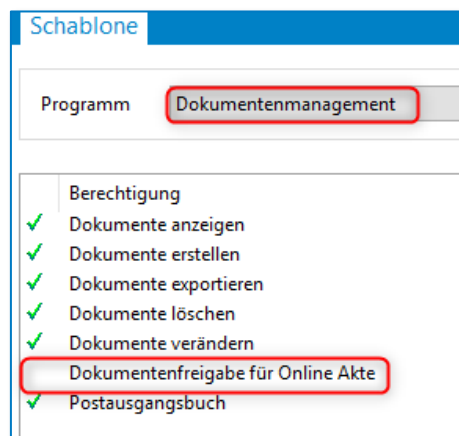 Schablone
Programm Dokumentenmanagement
Berechtigung
Dokumente anzeigen
Dokumente erstellen
Dokumente exportieren
Dokumente löschen
Dokumente verändern
Dokumentenfreigabe für Online Akte
Postausgangsbuch